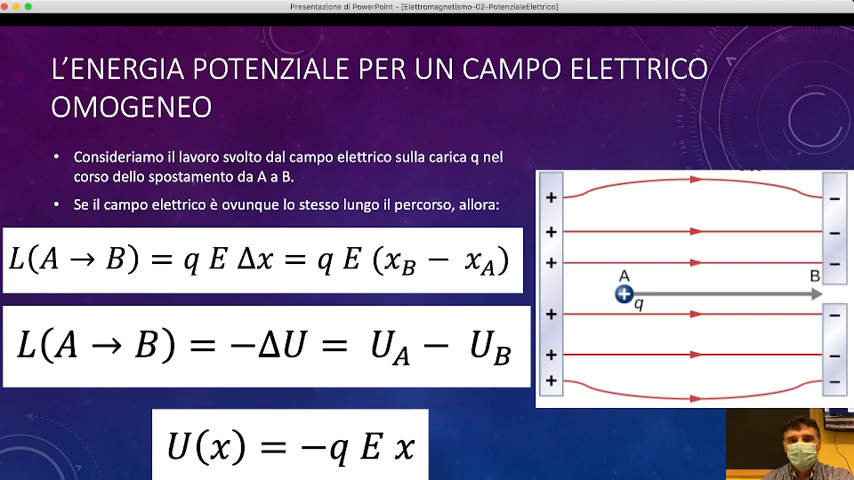 Presentazione di PowerPoint - [Elettromagnetismo-02-PotenzialeElettrico]
L'ENERGIA POTENZIALE PER UN CAMPO ELETTRICO
OMOGENEO
• Consideriamo il lavoro svolto dal campo elettrico sulla carica q nel
corso dello spostamento da A a B.
• Se il campo elettrico è ovunque lo stesso lungo il percorso, allora:
L(A → B) = q E Δx = q E (x_B − x_A)
L(A → B) = −ΔU = U_A − U_B
U(x) = −q E x
+ −
+ −
+ −
A B
+ q
+ −
+ −
+ −